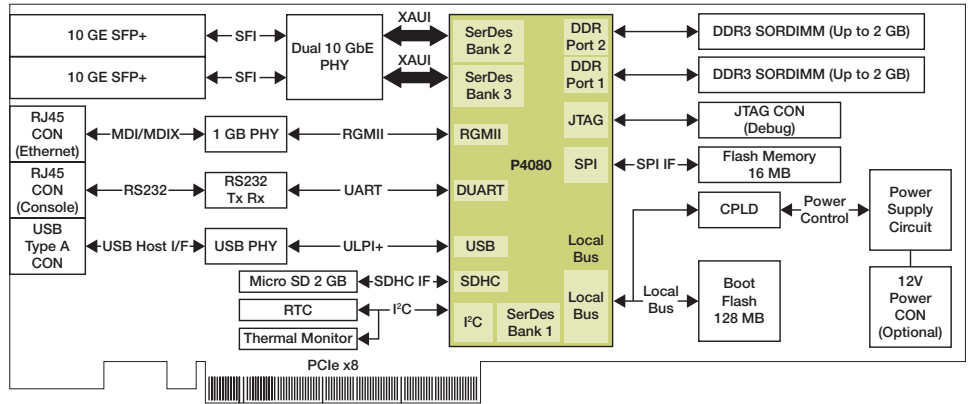 10 GE SFP+
SFI
Dual 10 GbE
PHY
XAUI
SerDes
Bank 2
DDR
Port 2
DDR3 SORDIMM (Up to 2 GB)
10 GE SFP+
SFI
XAUI
SerDes
Bank 3
DDR
Port 1
DDR3 SORDIMM (Up to 2 GB)
RJ45
CON
(Ethernet)
MDI/MDIX
1 GB PHY
RGMII
RGMII
JTAG
JTAG CON
(Debug)
P4080
SPI
SPI IF
Flash Memory
16 MB
RJ45
CON
(Console)
RS232
RS232
Tx Rx
UART
DUART
CPLD
Power
Control
Power
Supply
Circuit
USB
Type A
CON
USB Host I/F
USB PHY
ULPI+
USB
Local
Bus
Micro SD 2 GB
SDHC IF
SDHC
Local
Bus
Local
Bus
Boot
Flash
128 MB
12V
Power
CON
(Optional)
RTC
I²C
I²C
SerDes
Bank 1
Thermal Monitor
PCIe x8